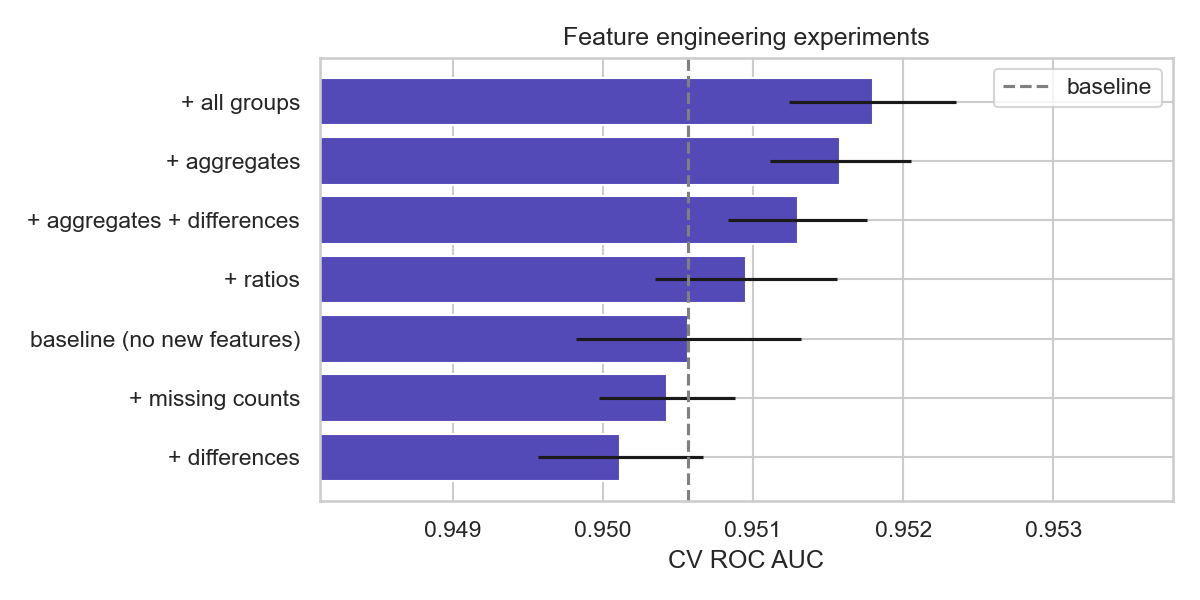 Feature engineering experiments
baseline
+ all groups
+ aggregates
+ aggregates + differences
+ ratios
baseline (no new features)
+ missing counts
+ differences
0.949 0.950 0.951 0.952 0.953
CV ROC AUC